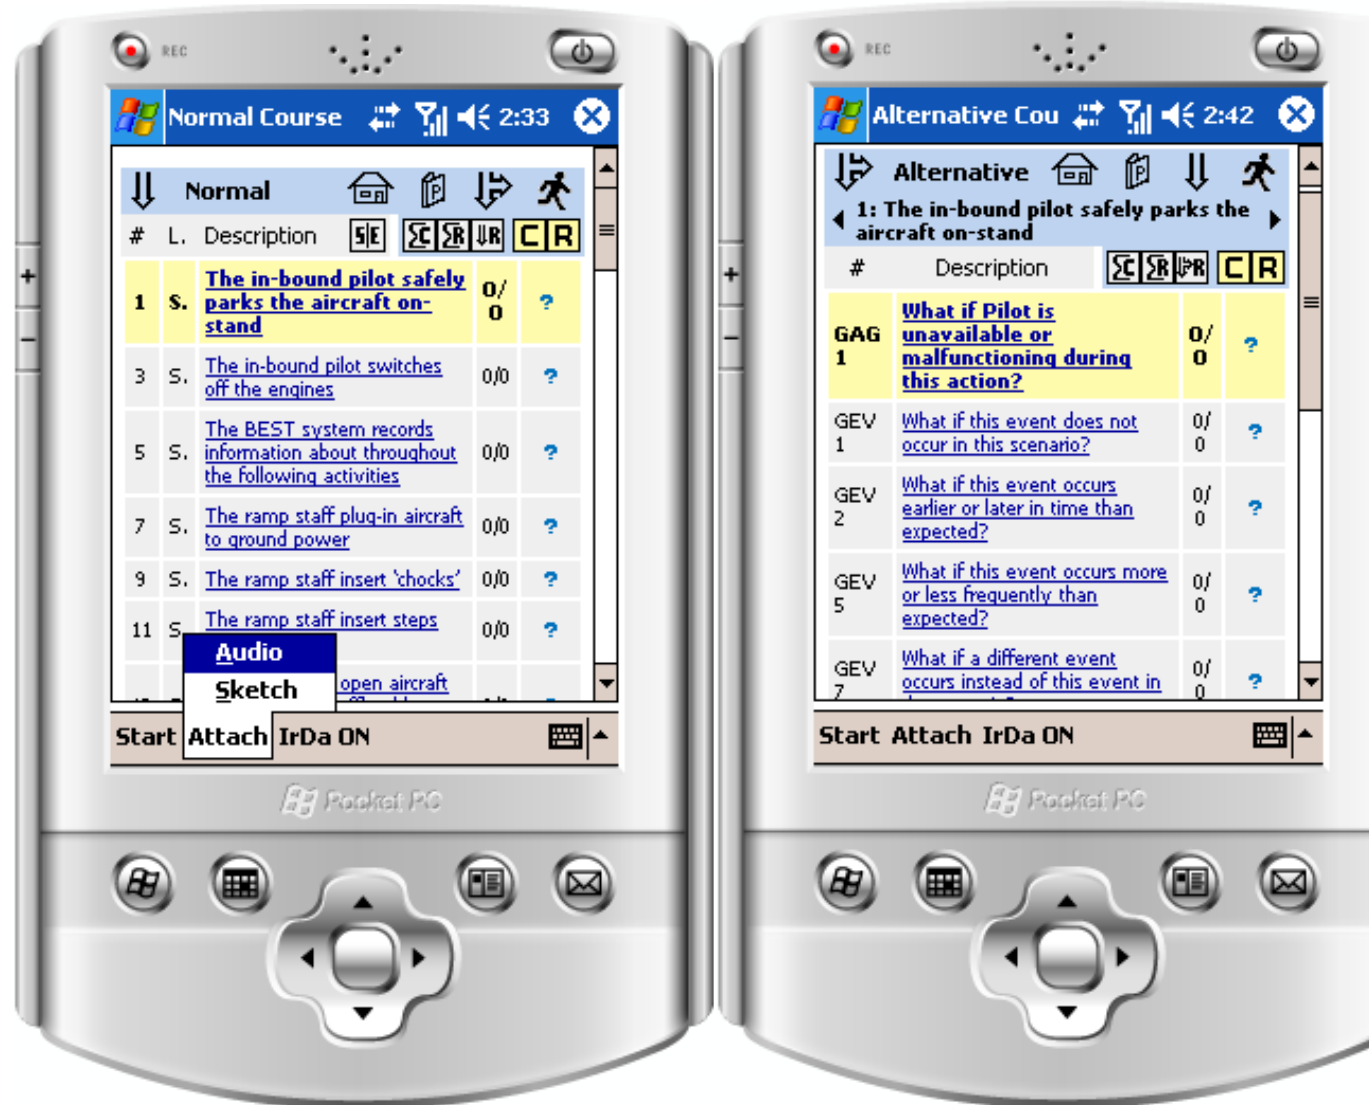 REC
Normal Course 2:33
Normal
# L. Description S|E ΣC ΣR ⇓R C R
1 S. The in-bound pilot safely parks the aircraft on-stand 0/0 ?
3 S. The in-bound pilot switches off the engines 0/0 ?
5 S. The BEST system records information about throughout the following activities 0/0 ?
7 S. The ramp staff plug-in aircraft to ground power 0/0 ?
9 S. The ramp staff insert 'chocks' 0/0 ?
11 S. The ramp staff insert steps 0/0 ?
open aircraft
Audio
Sketch
Start Attach IrDa ON
Pocket PC
+
−
REC
Alternative Cou 2:42
Alternative
1: The in-bound pilot safely parks the
aircraft on-stand
# Description ΣC ΣR R C R
GAG 1 What if Pilot is unavailable or malfunctioning during this action? 0/0 ?
GEV 1 What if this event does not occur in this scenario? 0/0 ?
GEV 2 What if this event occurs earlier or later in time than expected? 0/0 ?
GEV 5 What if this event occurs more or less frequently than expected? 0/0 ?
GEV 7 What if a different event occurs instead of this event in 0/0 ?
Start Attach IrDa ON
Pocket PC
+
−